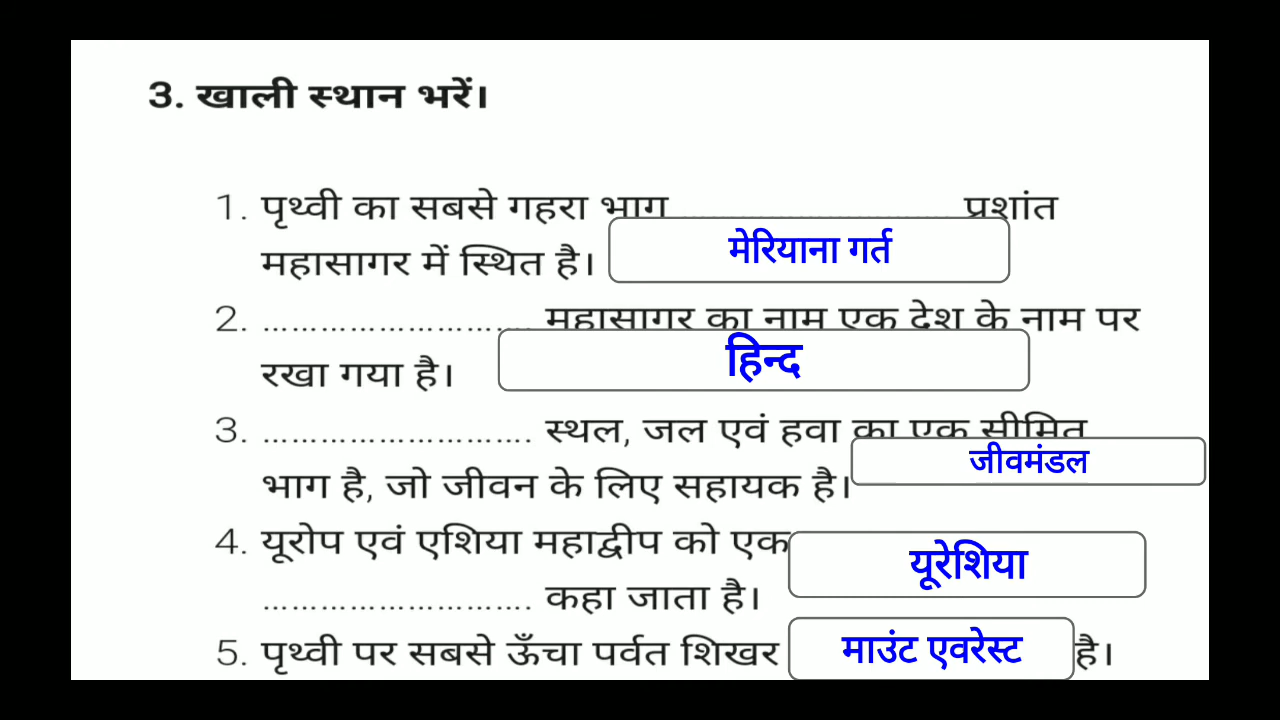 3. खाली स्थान भरें।
1. पृथ्वी का सबसे गहरा भाग ........................... प्रशांत
महासागर में स्थित है। मेरियाना गर्त
2. ........................... महासागर का नाम एक देश के नाम पर
रखा गया है। हिन्द
3. ........................... स्थल, जल एवं हवा का एक सीमित
जीवमंडल
भाग है, जो जीवन के लिए सहायक है।
4. यूरोप एवं एशिया महाद्वीप को एक
यूरेशिया
........................... कहा जाता है।
5. पृथ्वी पर सबसे ऊँचा पर्वत शिखर माउंट एवरेस्ट है।